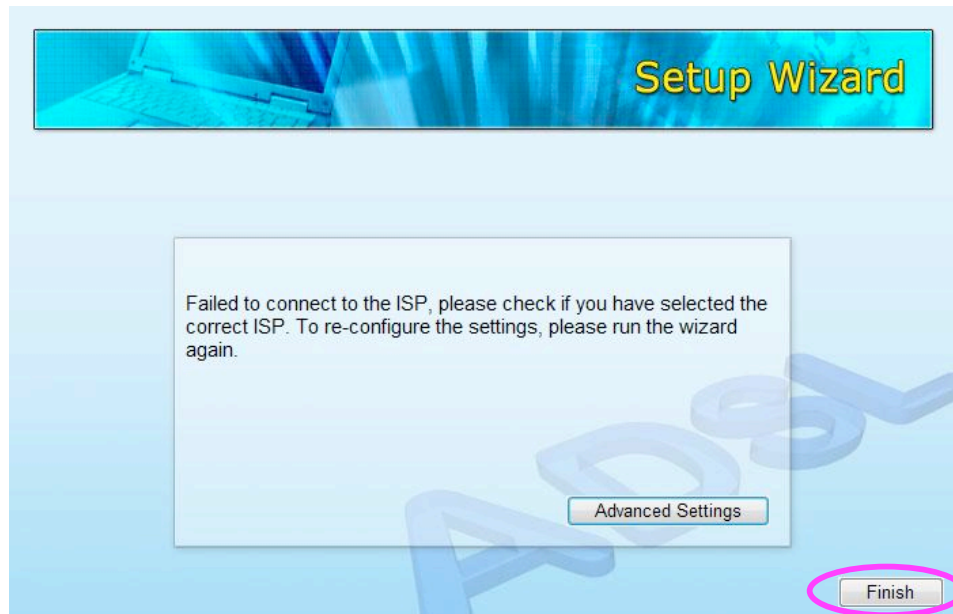 Setup Wizard
Failed to connect to the ISP, please check if you have selected the
correct ISP. To re-configure the settings, please run the wizard
again.
ADSL
Advanced Settings
Finish